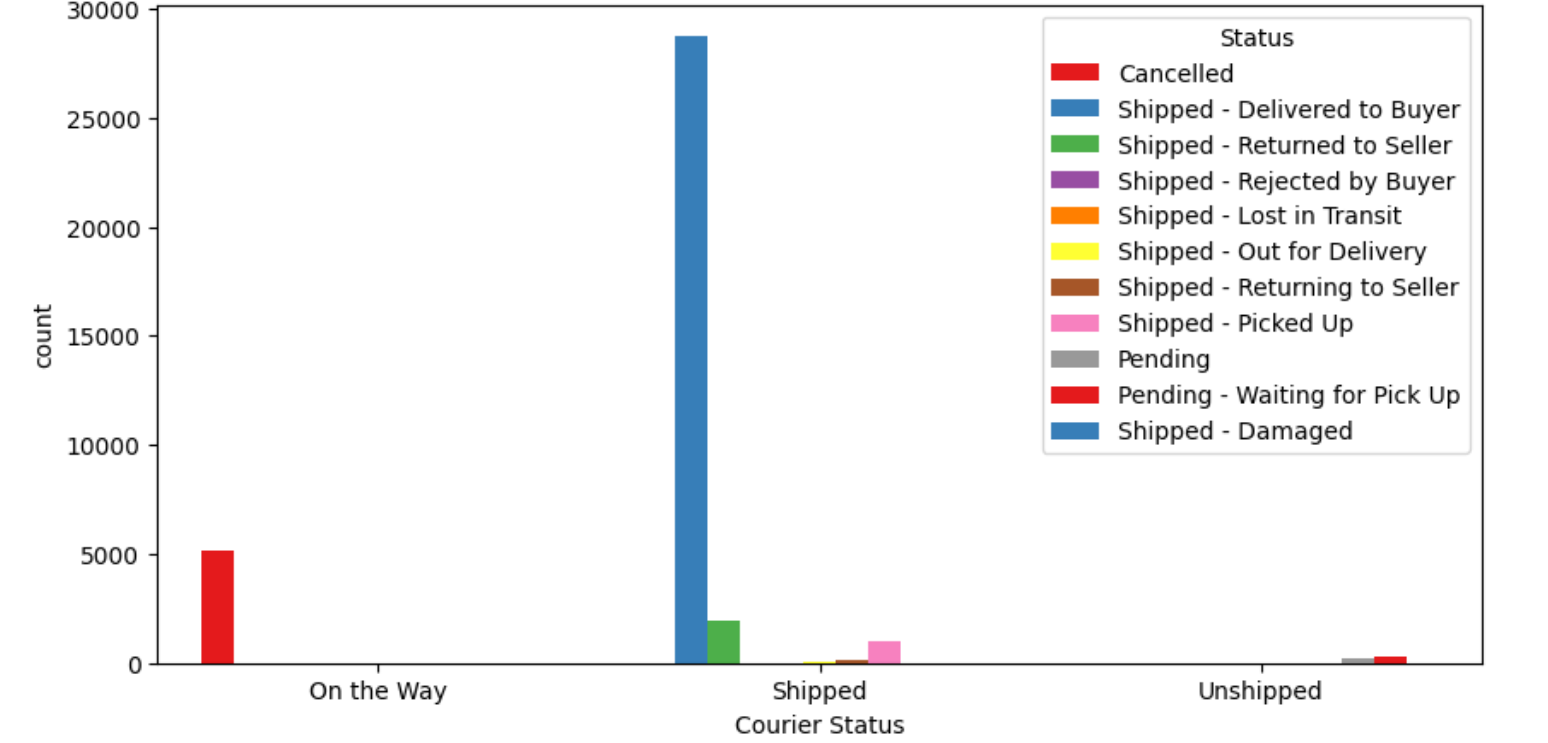 30000
25000
20000
15000
10000
5000
0
count
On the Way
Shipped
Unshipped
Courier Status
Status
Cancelled
Shipped - Delivered to Buyer
Shipped - Returned to Seller
Shipped - Rejected by Buyer
Shipped - Lost in Transit
Shipped - Out for Delivery
Shipped - Returning to Seller
Shipped - Picked Up
Pending
Pending - Waiting for Pick Up
Shipped - Damaged